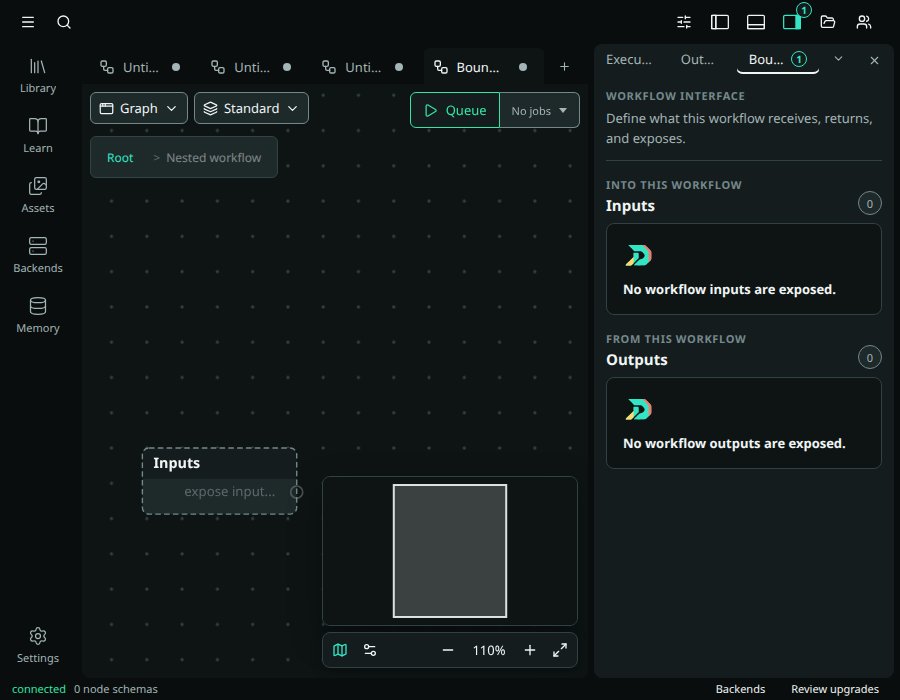 1
Library
Learn
Assets
Backends
Memory
Settings
Unti...
Unti...
Unti...
Boun...
Graph
Standard
Queue
No jobs
Root > Nested workflow
Inputs
expose input...
110%
Execu...
Out...
Bou... 1
WORKFLOW INTERFACE
Define what this workflow receives, returns,
and exposes.
INTO THIS WORKFLOW
Inputs
0
No workflow inputs are exposed.
FROM THIS WORKFLOW
Outputs
0
No workflow outputs are exposed.
connected 0 node schemas
Backends
Review upgrades